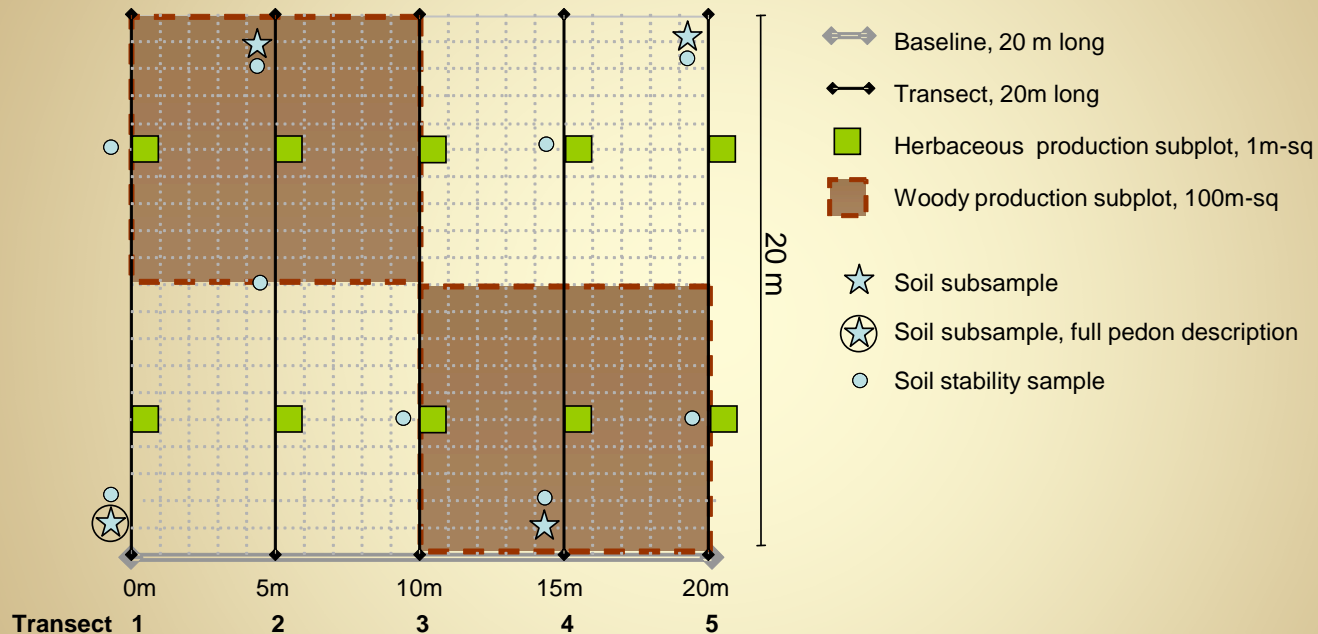 Baseline, 20 m long
Transect, 20m long
Herbaceous production subplot, 1m-sq
Woody production subplot, 100m-sq
20 m
Soil subsample
Soil subsample, full pedon description
Soil stability sample
0m 5m 10m 15m 20m
Transect 1 2 3 4 5